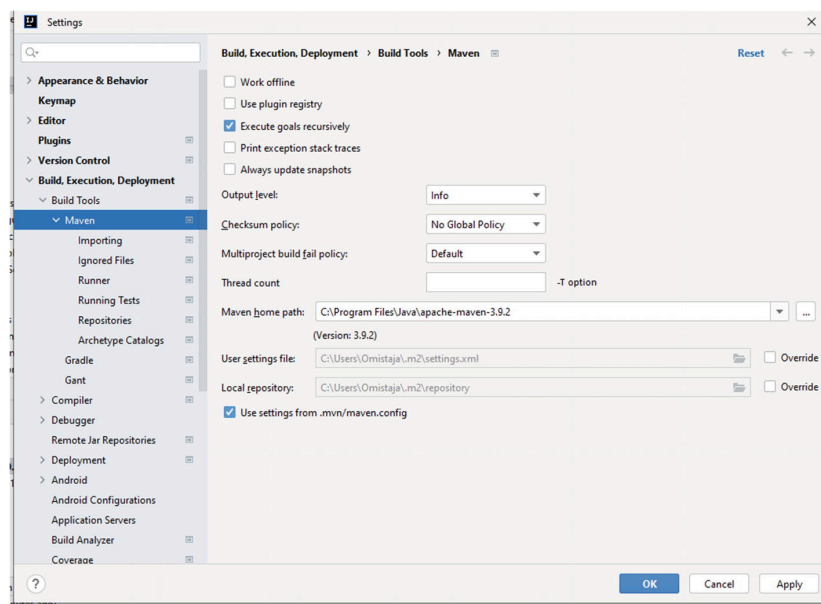 Settings
Build, Execution, Deployment > Build Tools > Maven
Reset
Appearance & Behavior
Keymap
Editor
Plugins
Version Control
Build, Execution, Deployment
Build Tools
Maven
Importing
Ignored Files
Runner
Running Tests
Repositories
Archetype Catalogs
Gradle
Gant
Compiler
Debugger
Remote Jar Repositories
Deployment
Android
Android Configurations
Application Servers
Build Analyzer
Coverage
Work offline
Use plugin registry
Execute goals recursively
Print exception stack traces
Always update snapshots
Output level: Info
Checksum policy: No Global Policy
Multiproject build fail policy: Default
Thread count -T option
Maven home path: C:\Program Files\Java\apache-maven-3.9.2 ...
(Version: 3.9.2)
User settings file: C:\Users\Omistaja\.m2\settings.xml Override
Local repository: C:\Users\Omistaja\.m2\repository Override
Use settings from .mvn/maven.config
? OK Cancel Apply